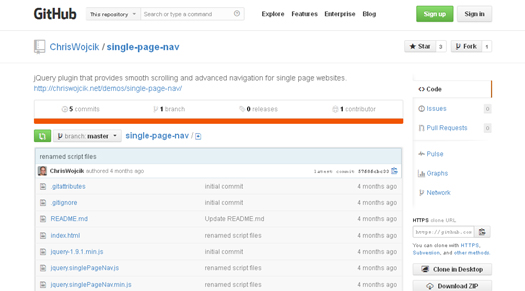 GitHub
This repository
Search or type a command
Explore Features Enterprise Blog
Sign up
Sign in
ChrisWojcik / single-page-nav
Star 3
Fork 1
jQuery plugin that provides smooth scrolling and advanced navigation for single page websites.
http://chriswojcik.net/demos/single-page-nav/
5 commits
1 branch
0 releases
1 contributor
branch: master
single-page-nav /
renamed script files
ChrisWojcik authored 4 months ago
latest commit
.gitattributes initial commit 4 months ago
.gitignore initial commit 4 months ago
README.md Update README.md 4 months ago
index.html renamed script files 4 months ago
jquery-1.9.1.min.js initial commit 4 months ago
jquery.singlePageNav.js renamed script files 4 months ago
jquery.singlePageNav.min.js renamed script files 4 months ago
Code
Issues 0
Pull Requests 0
Pulse
Graphs
Network
HTTPS clone URL
https://github.com
You can clone with HTTPS,
Subversion, and other methods.
Clone in Desktop
Download ZIP